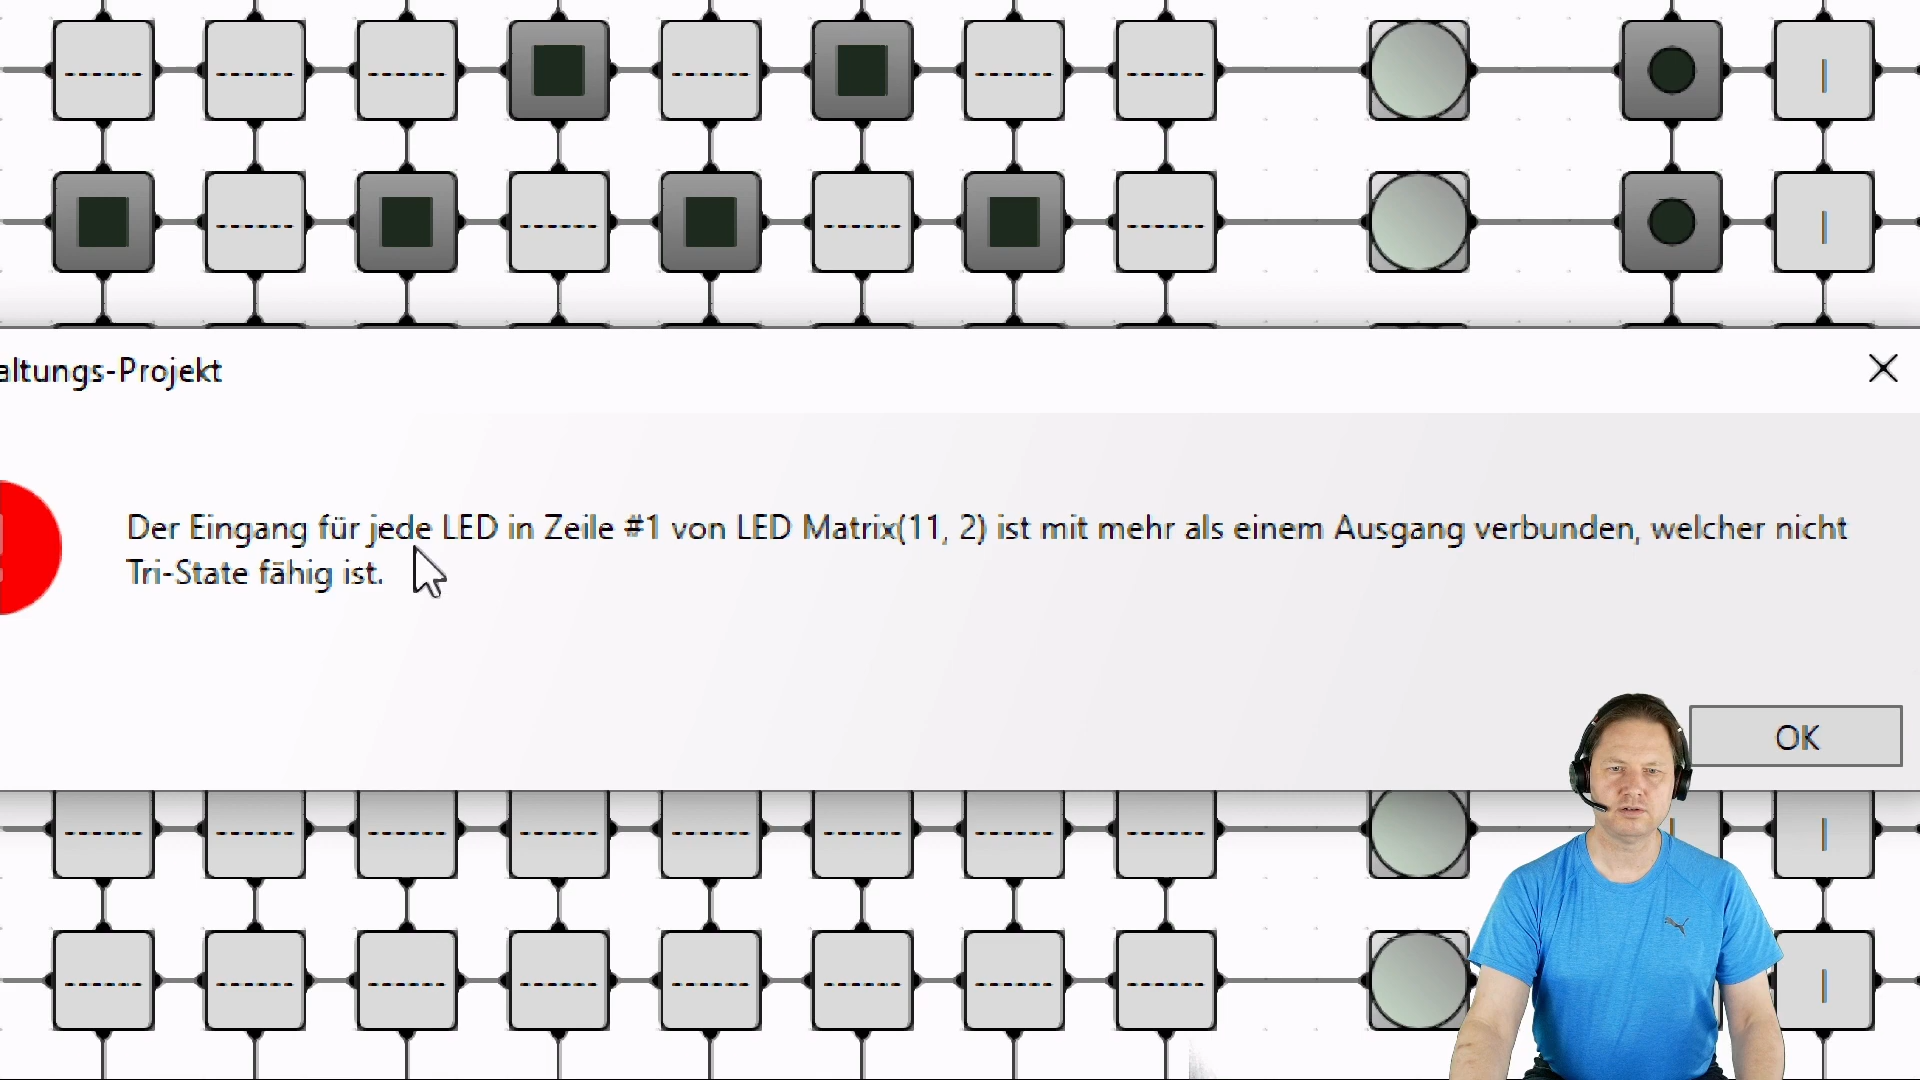 altungs-Projekt
Der Eingang für jede LED in Zeile #1 von LED Matrix(11, 2) ist mit mehr als einem Ausgang verbunden, welcher nicht
Tri-State fähig ist.
OK